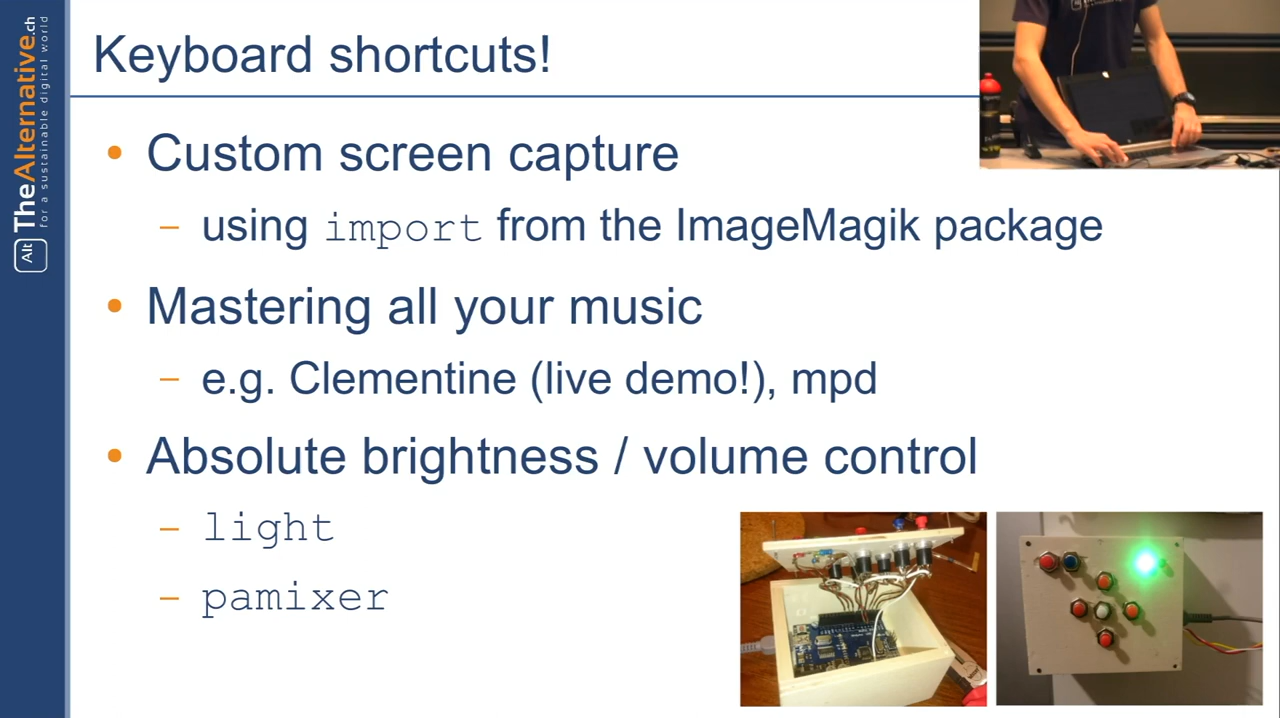 TheAlternative.ch
for a sustainable digital world
Alt
Keyboard shortcuts!
• Custom screen capture
– using import from the ImageMagik package
• Mastering all your music
– e.g. Clementine (live demo!), mpd
• Absolute brightness / volume control
– light
– pamixer